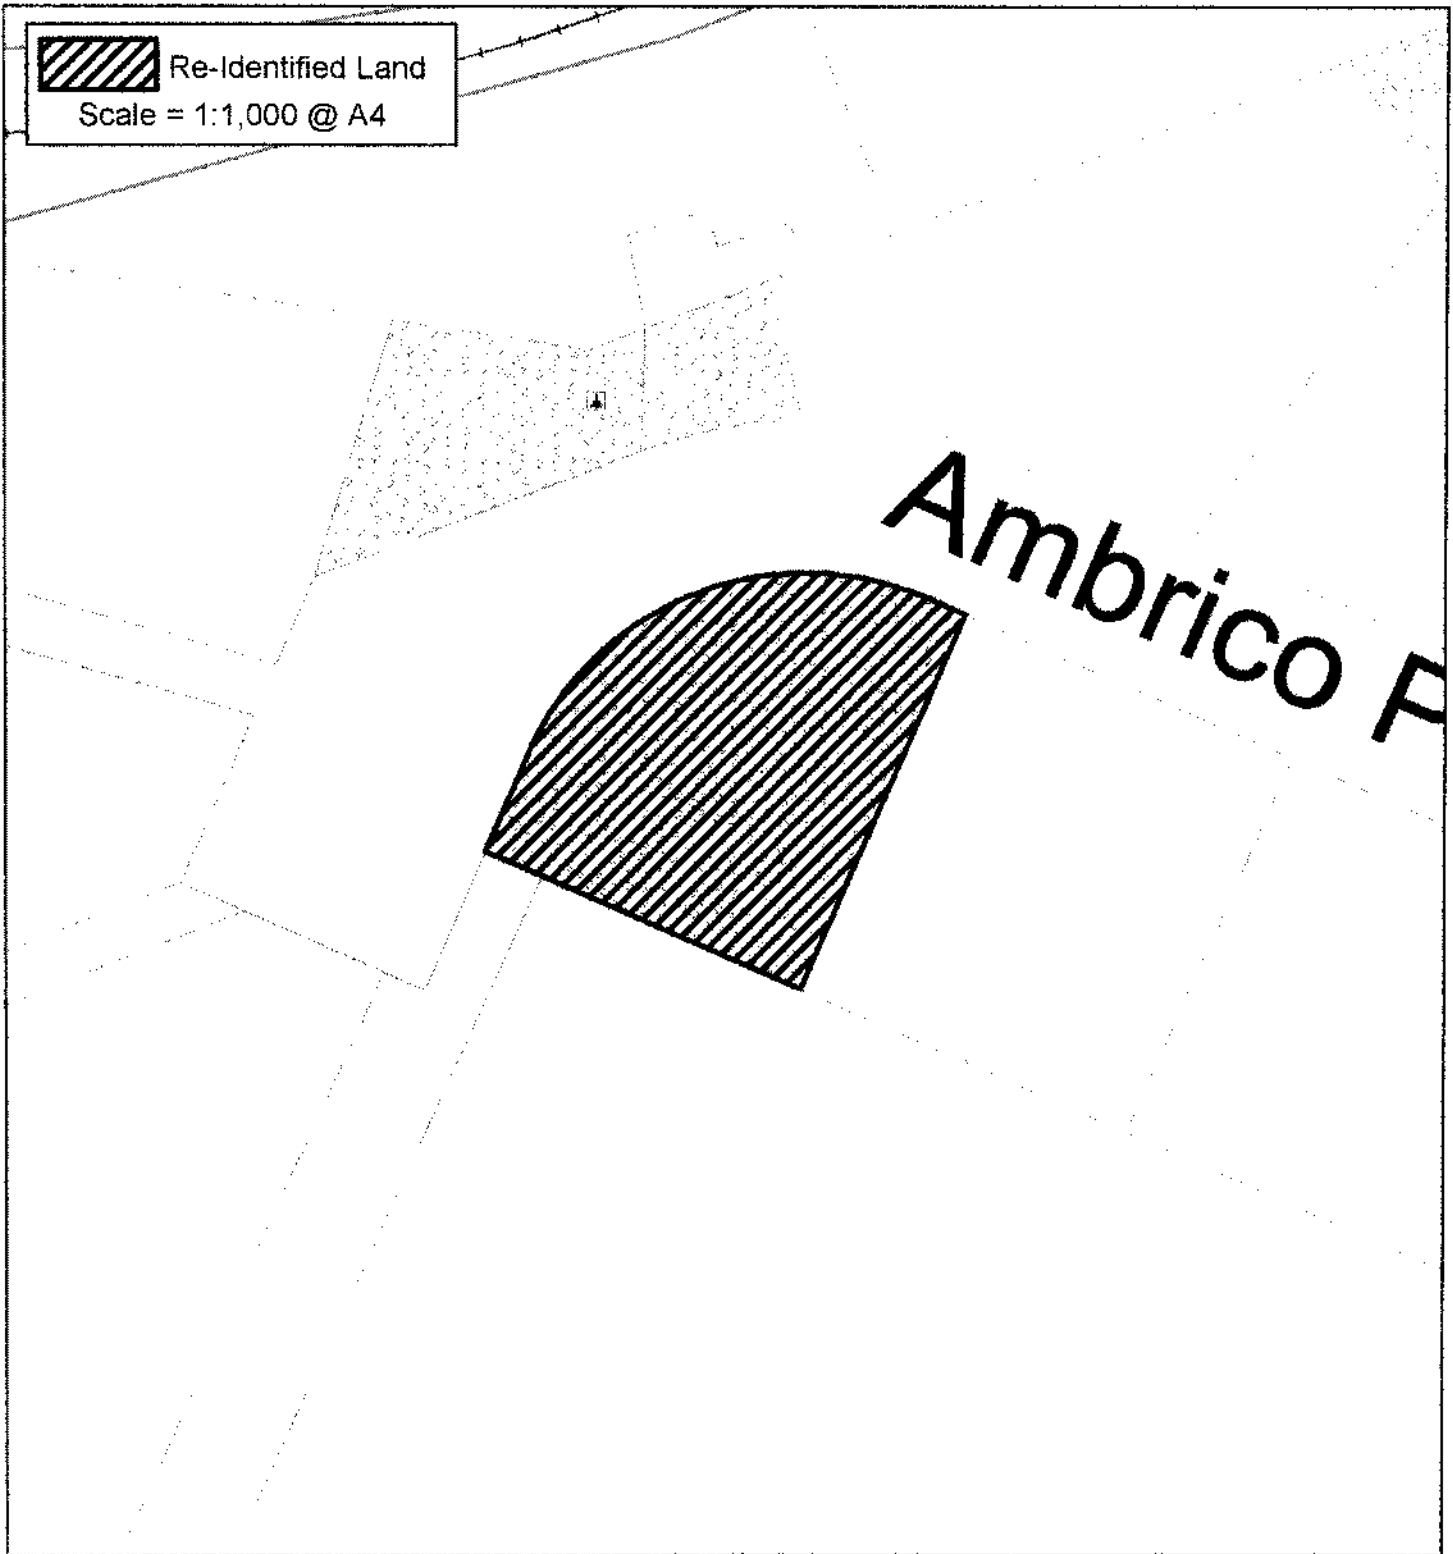 Re-Identified Land
Scale = 1:1,000 @ A4
Ambrico P